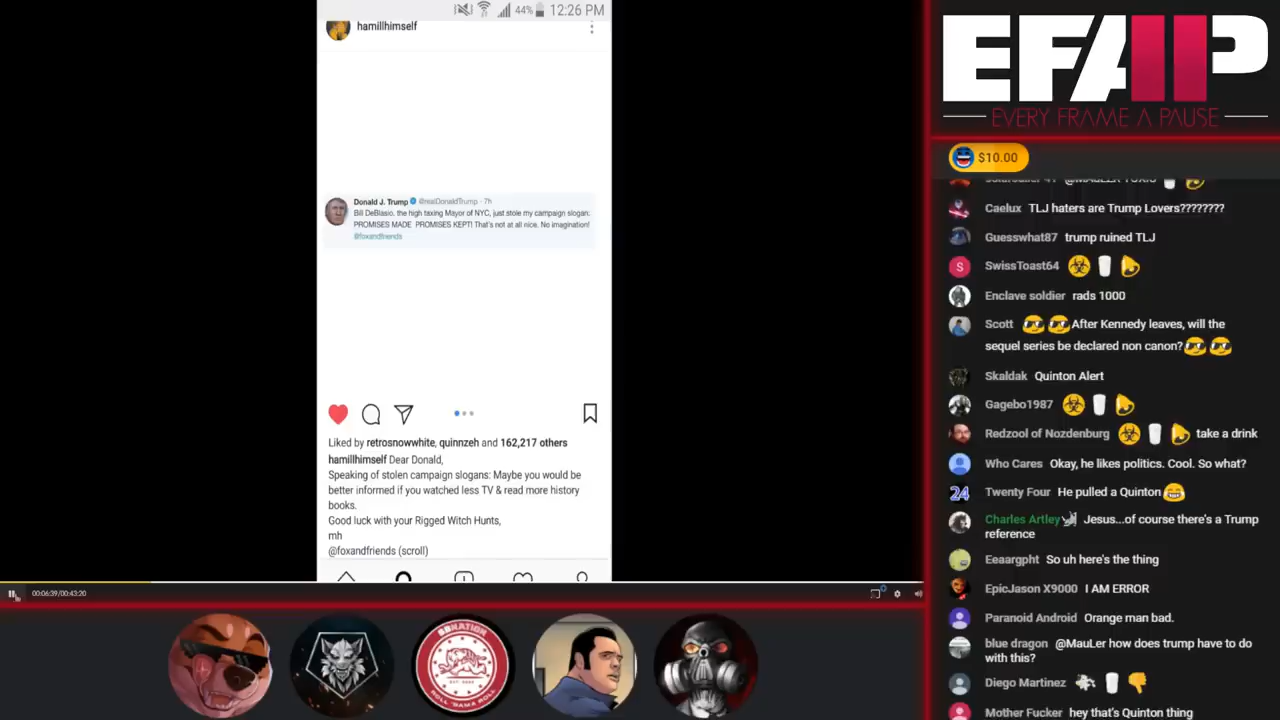 12:26 PM
44%
hamillhimself
Donald J. Trump @realDonaldTrump · 7h
Bill DeBlasio, the high taxing Mayor of NYC, just stole my campaign slogan:
PROMISES MADE PROMISES KEPT! That's not at all nice. No imagination!
@foxandfriends
Liked by retrosnowwhite, quinnzeh and 162,217 others
hamillhimself Dear Donald,
Speaking of stolen campaign slogans: Maybe you would be
better informed if you watched less TV & read more history
books.
Good luck with your Rigged Witch Hunts,
mh
@foxandfriends (scroll)
00:06:39/00:43:20
BBNATION
ROLL 'DAMA ROLL
EFAP
EVERY FRAME A PAUSE
$10.00
Caelux TLJ haters are Trump Lovers????????
Guesswhat87 trump ruined TLJ
S SwissToast64
Enclave soldier rads 1000
Scott After Kennedy leaves, will the
sequel series be declared non canon?
Skaldak Quinton Alert
Gagebo1987
Redzool of Nozdenburg take a drink
Who Cares Okay, he likes politics. Cool. So what?
24 Twenty Four He pulled a Quinton
Charles Artley Jesus...of course there's a Trump
reference
Eeaargpht So uh here's the thing
EpicJason X9000 I AM ERROR
Paranoid Android Orange man bad.
blue dragon @MauLer how does trump have to do
with this?
Diego Martinez
Mother Fucker hey that's Quinton thing